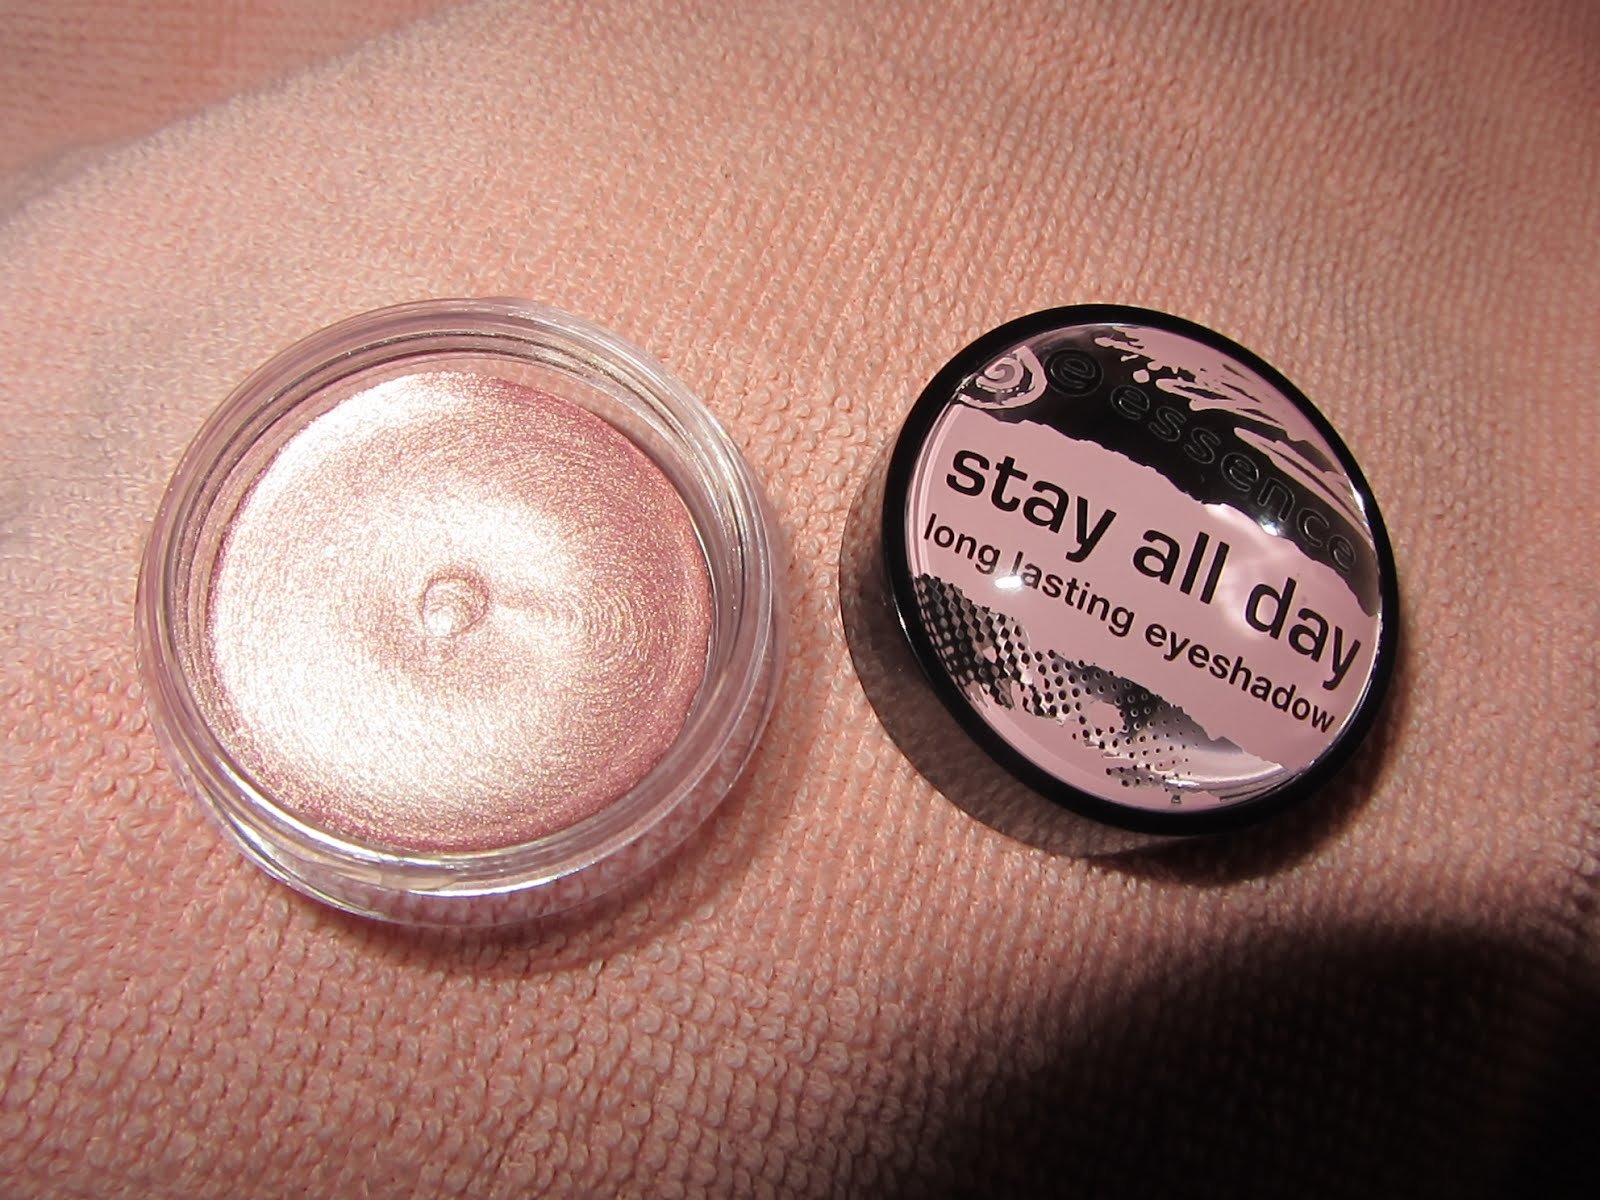 e essence
stay all day
long lasting eyeshadow